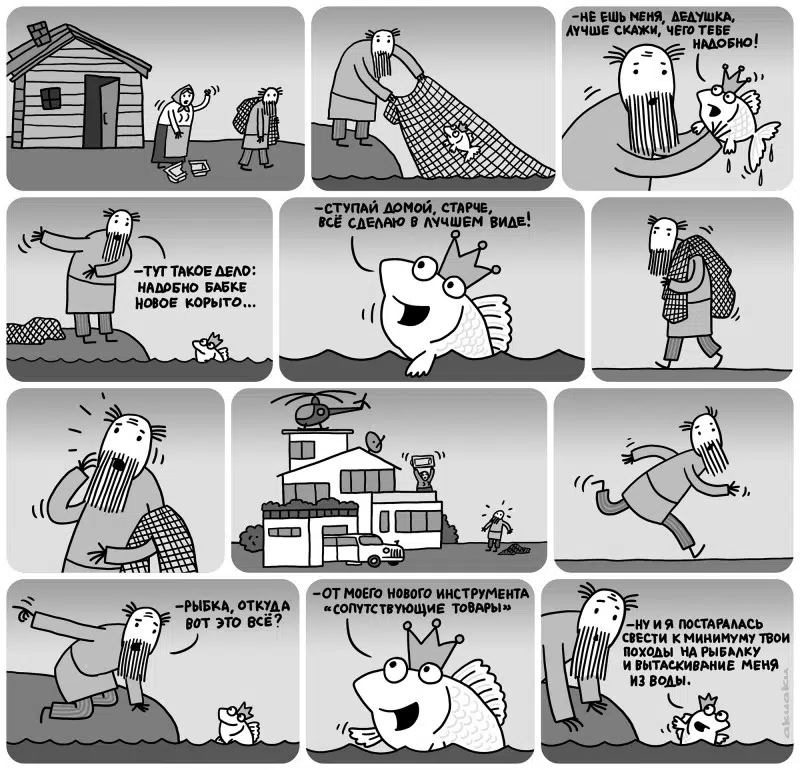 -НЕ ЕШЬ МЕНЯ, ДЕДУШКА,
ЛУЧШЕ СКАЖИ, ЧЕГО ТЕБЕ
НАДОБНО!
-ТУТ ТАКОЕ ДЕЛО:
НАДОБНО БАБКЕ
НОВОЕ КОРЫТО...
-СТУПАЙ ДОМОЙ, СТАРЧЕ,
ВСЁ СДЕЛАЮ В ЛУЧШЕМ ВИДЕ!
-РЫБКА, ОТКУДА
ВОТ ЭТО ВСЁ?
-ОТ МОЕГО НОВОГО ИНСТРУМЕНТА
«СОПУТСТВУЮЩИЕ ТОВАРЫ»
-НУ И Я ПОСТАРАЛАСЬ
СВЕСТИ К МИНИМУМУ ТВОИ
ПОХОДЫ НА РЫБАЛКУ
И ВЫТАСКИВАНИЕ МЕНЯ
ИЗ ВОДЫ.
akuaku